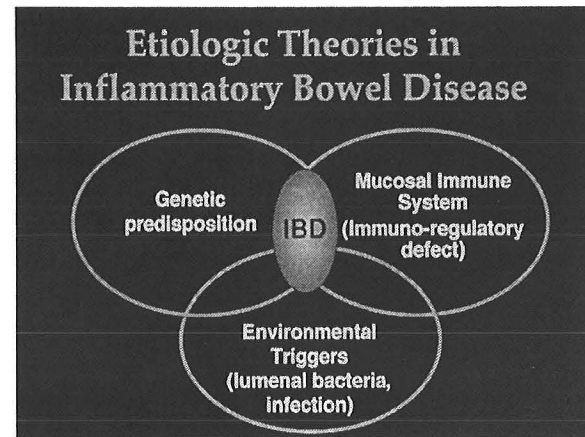 Etiologic Theories in
Inflammatory Bowel Disease
Genetic
predisposition
IBD
Mucosal Immune
System
(Immuno-regulatory
defect)
Environmental
Triggers
(lumenal bacteria,
infection)